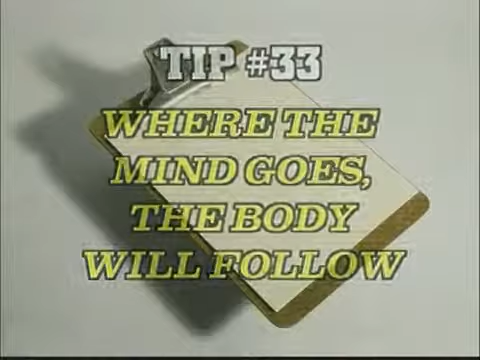 TIP #33
WHERE THE
MIND GOES,
THE BODY
WILL FOLLOW